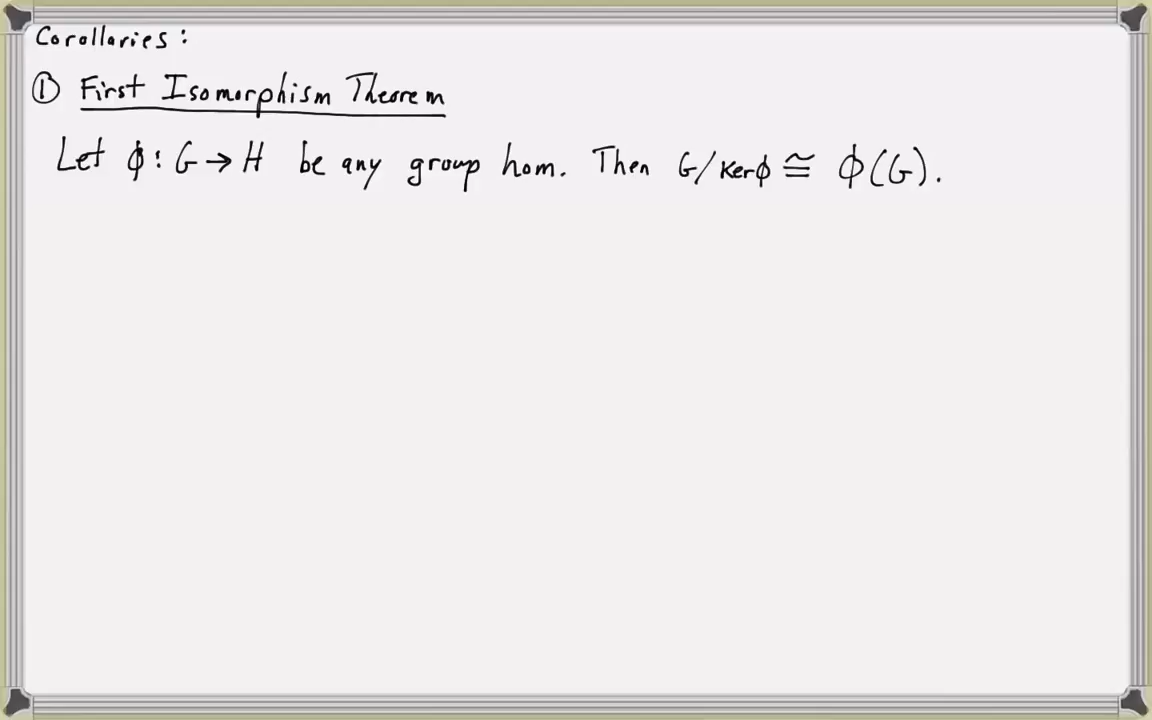 Corollaries:
① First Isomorphism Theorem
Let ϕ: G → H be any group hom. Then G/Kerϕ ≅ ϕ(G).